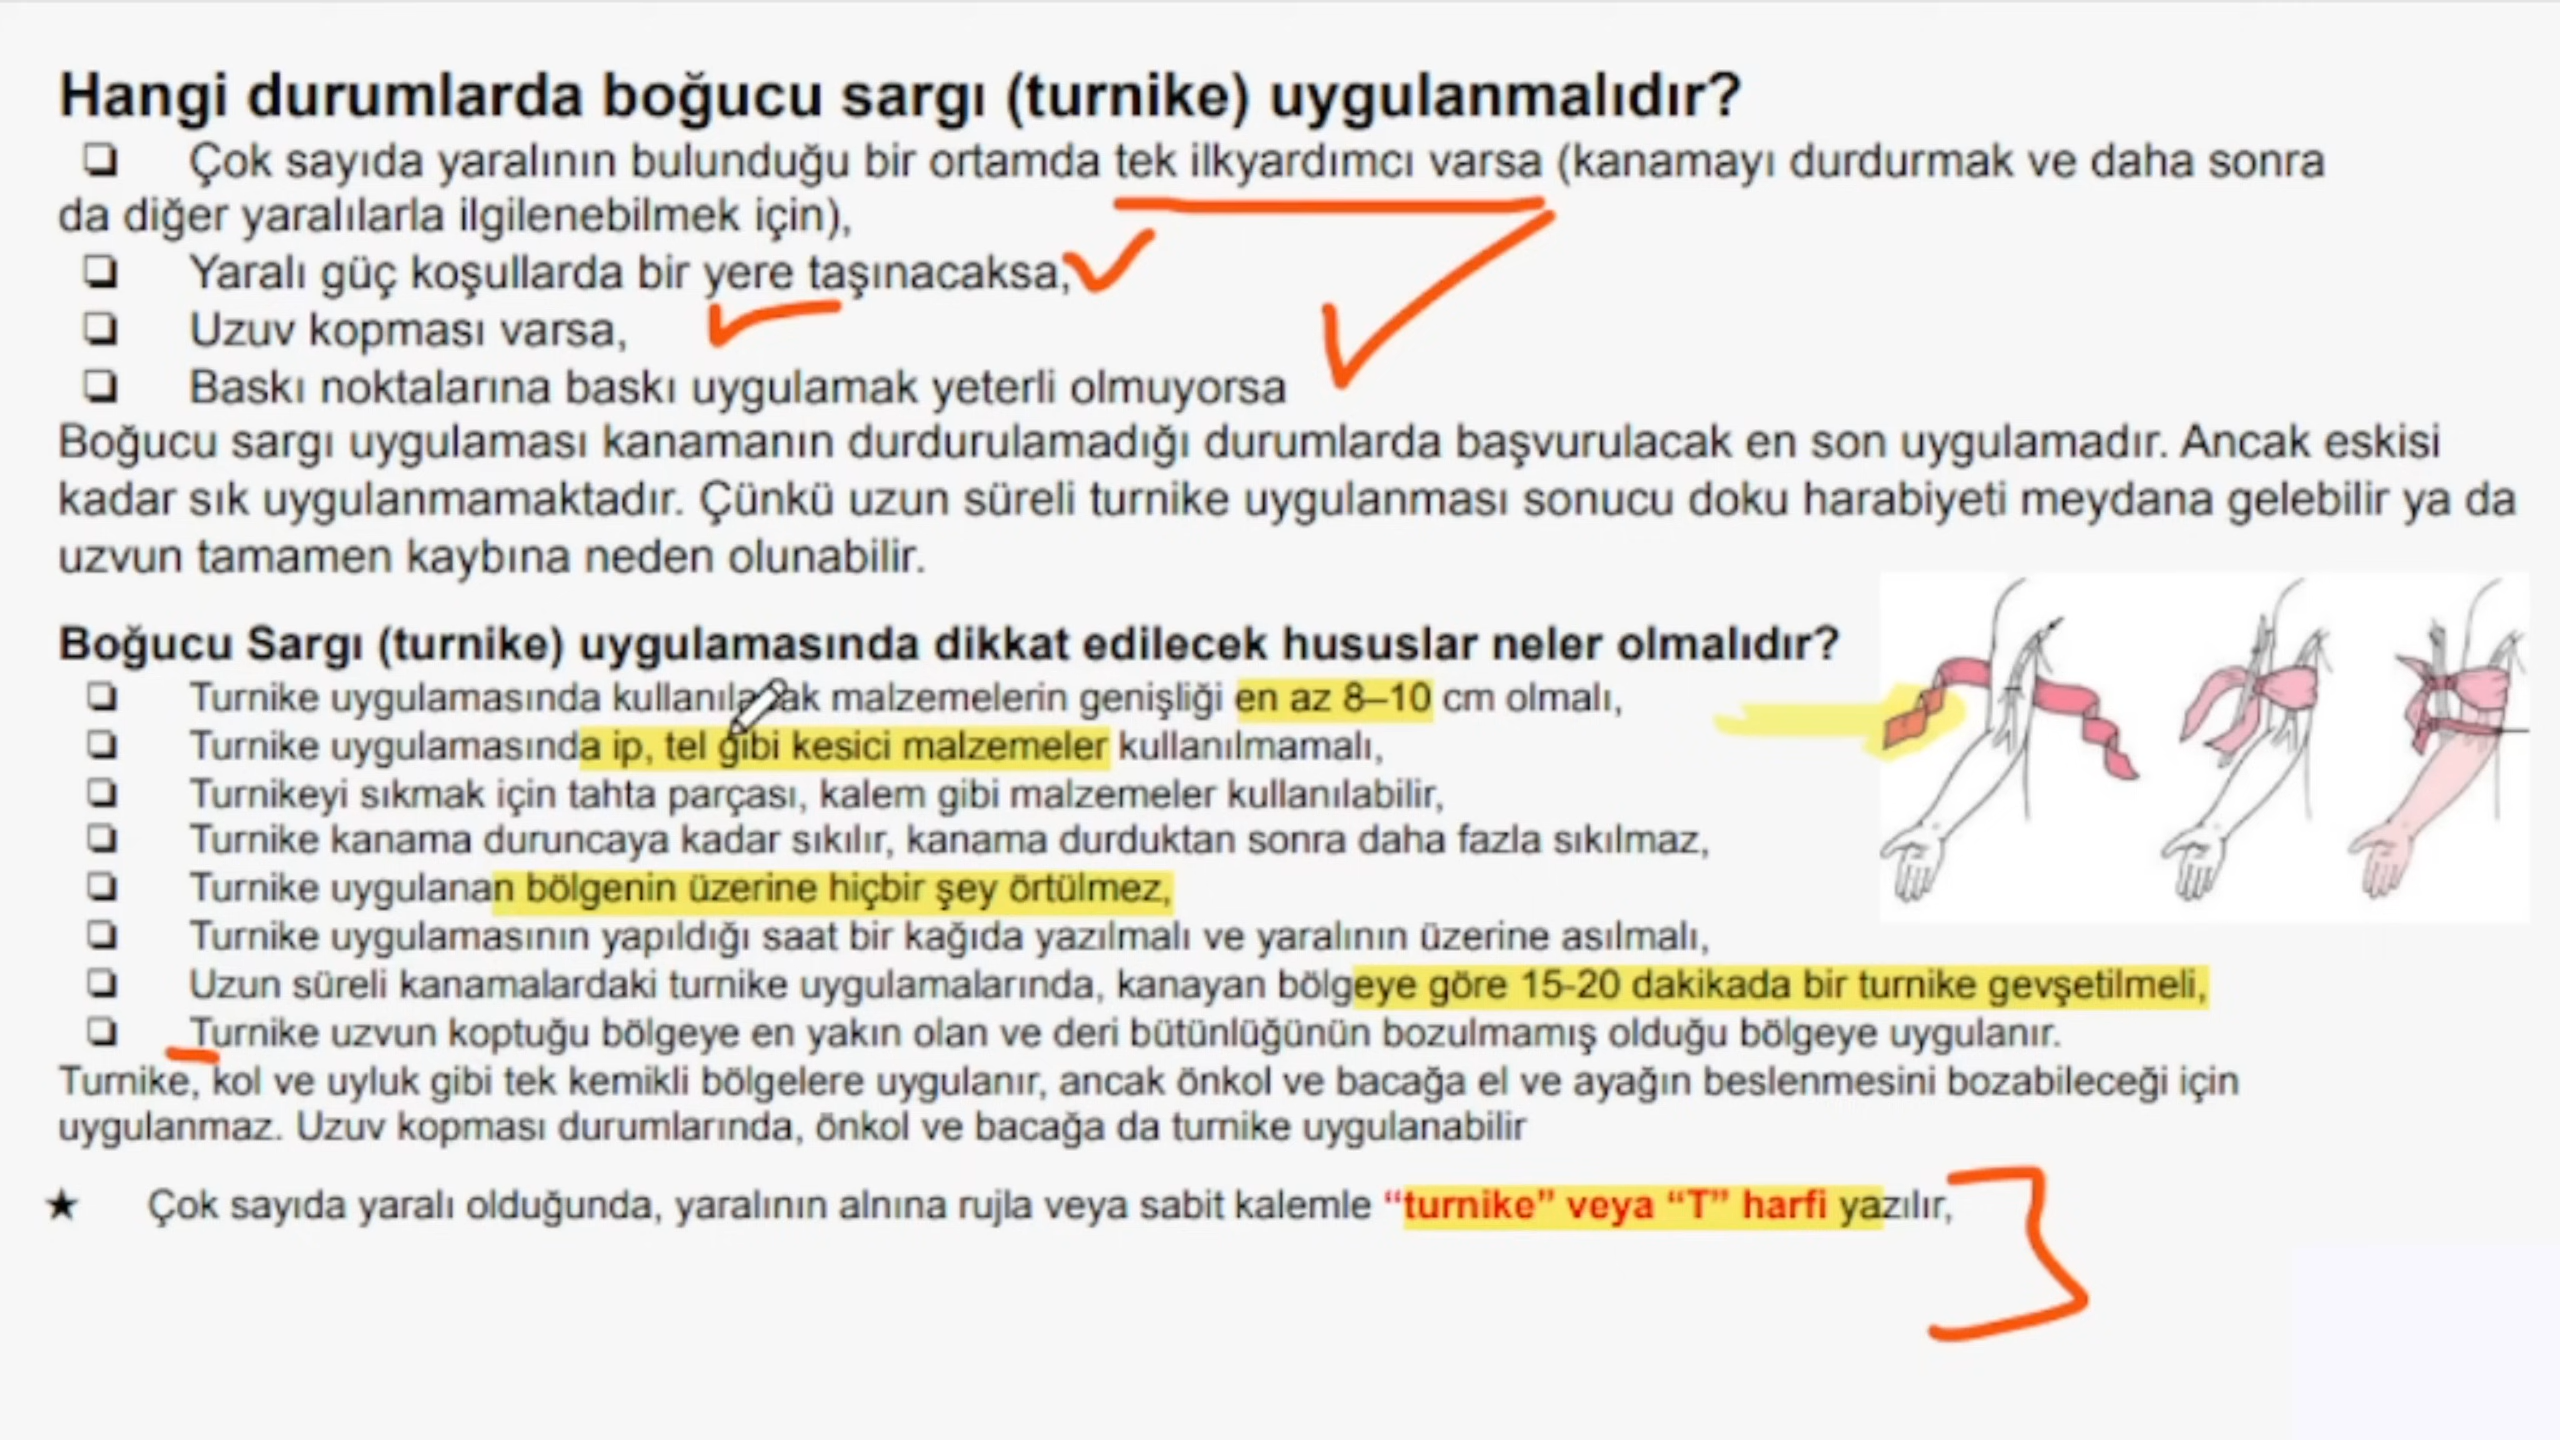 Hangi durumlarda boğucu sargı (turnike) uygulanmalıdır?
❏ Çok sayıda yaralının bulunduğu bir ortamda tek ilkyardımcı varsa (kanamayı durdurmak ve daha sonra
da diğer yaralılarla ilgilenebilmek için),
❏ Yaralı güç koşullarda bir yere taşınacaksa,
❏ Uzuv kopması varsa,
❏ Baskı noktalarına baskı uygulamak yeterli olmuyorsa
Boğucu sargı uygulaması kanamanın durdurulamadığı durumlarda başvurulacak en son uygulamadır. Ancak eskisi
kadar sık uygulanmamaktadır. Çünkü uzun süreli turnike uygulanması sonucu doku harabiyeti meydana gelebilir ya da
uzvun tamamen kaybına neden olunabilir.
Boğucu Sargı (turnike) uygulamasında dikkat edilecek hususlar neler olmalıdır?
❏ Turnike uygulamasında kullanılacak malzemelerin genişliği en az 8–10 cm olmalı,
❏ Turnike uygulamasında ip, tel gibi kesici malzemeler kullanılmamalı,
❏ Turnikeyi sıkmak için tahta parçası, kalem gibi malzemeler kullanılabilir,
❏ Turnike kanama duruncaya kadar sıkılır, kanama durduktan sonra daha fazla sıkılmaz,
❏ Turnike uygulanan bölgenin üzerine hiçbir şey örtülmez,
❏ Turnike uygulamasının yapıldığı saat bir kağıda yazılmalı ve yaralının üzerine asılmalı,
❏ Uzun süreli kanamalardaki turnike uygulamalarında, kanayan bölgeye göre 15-20 dakikada bir turnike gevşetilmeli,
❏ Turnike uzvun koptuğu bölgeye en yakın olan ve deri bütünlüğünün bozulmamış olduğu bölgeye uygulanır.
Turnike, kol ve uyluk gibi tek kemikli bölgelere uygulanır, ancak önkol ve bacağa el ve ayağın beslenmesini bozabileceği için
uygulanmaz. Uzuv kopması durumlarında, önkol ve bacağa da turnike uygulanabilir
★ Çok sayıda yaralı olduğunda, yaralının alnına rujla veya sabit kalemle “turnike” veya “T” harfi yazılır,